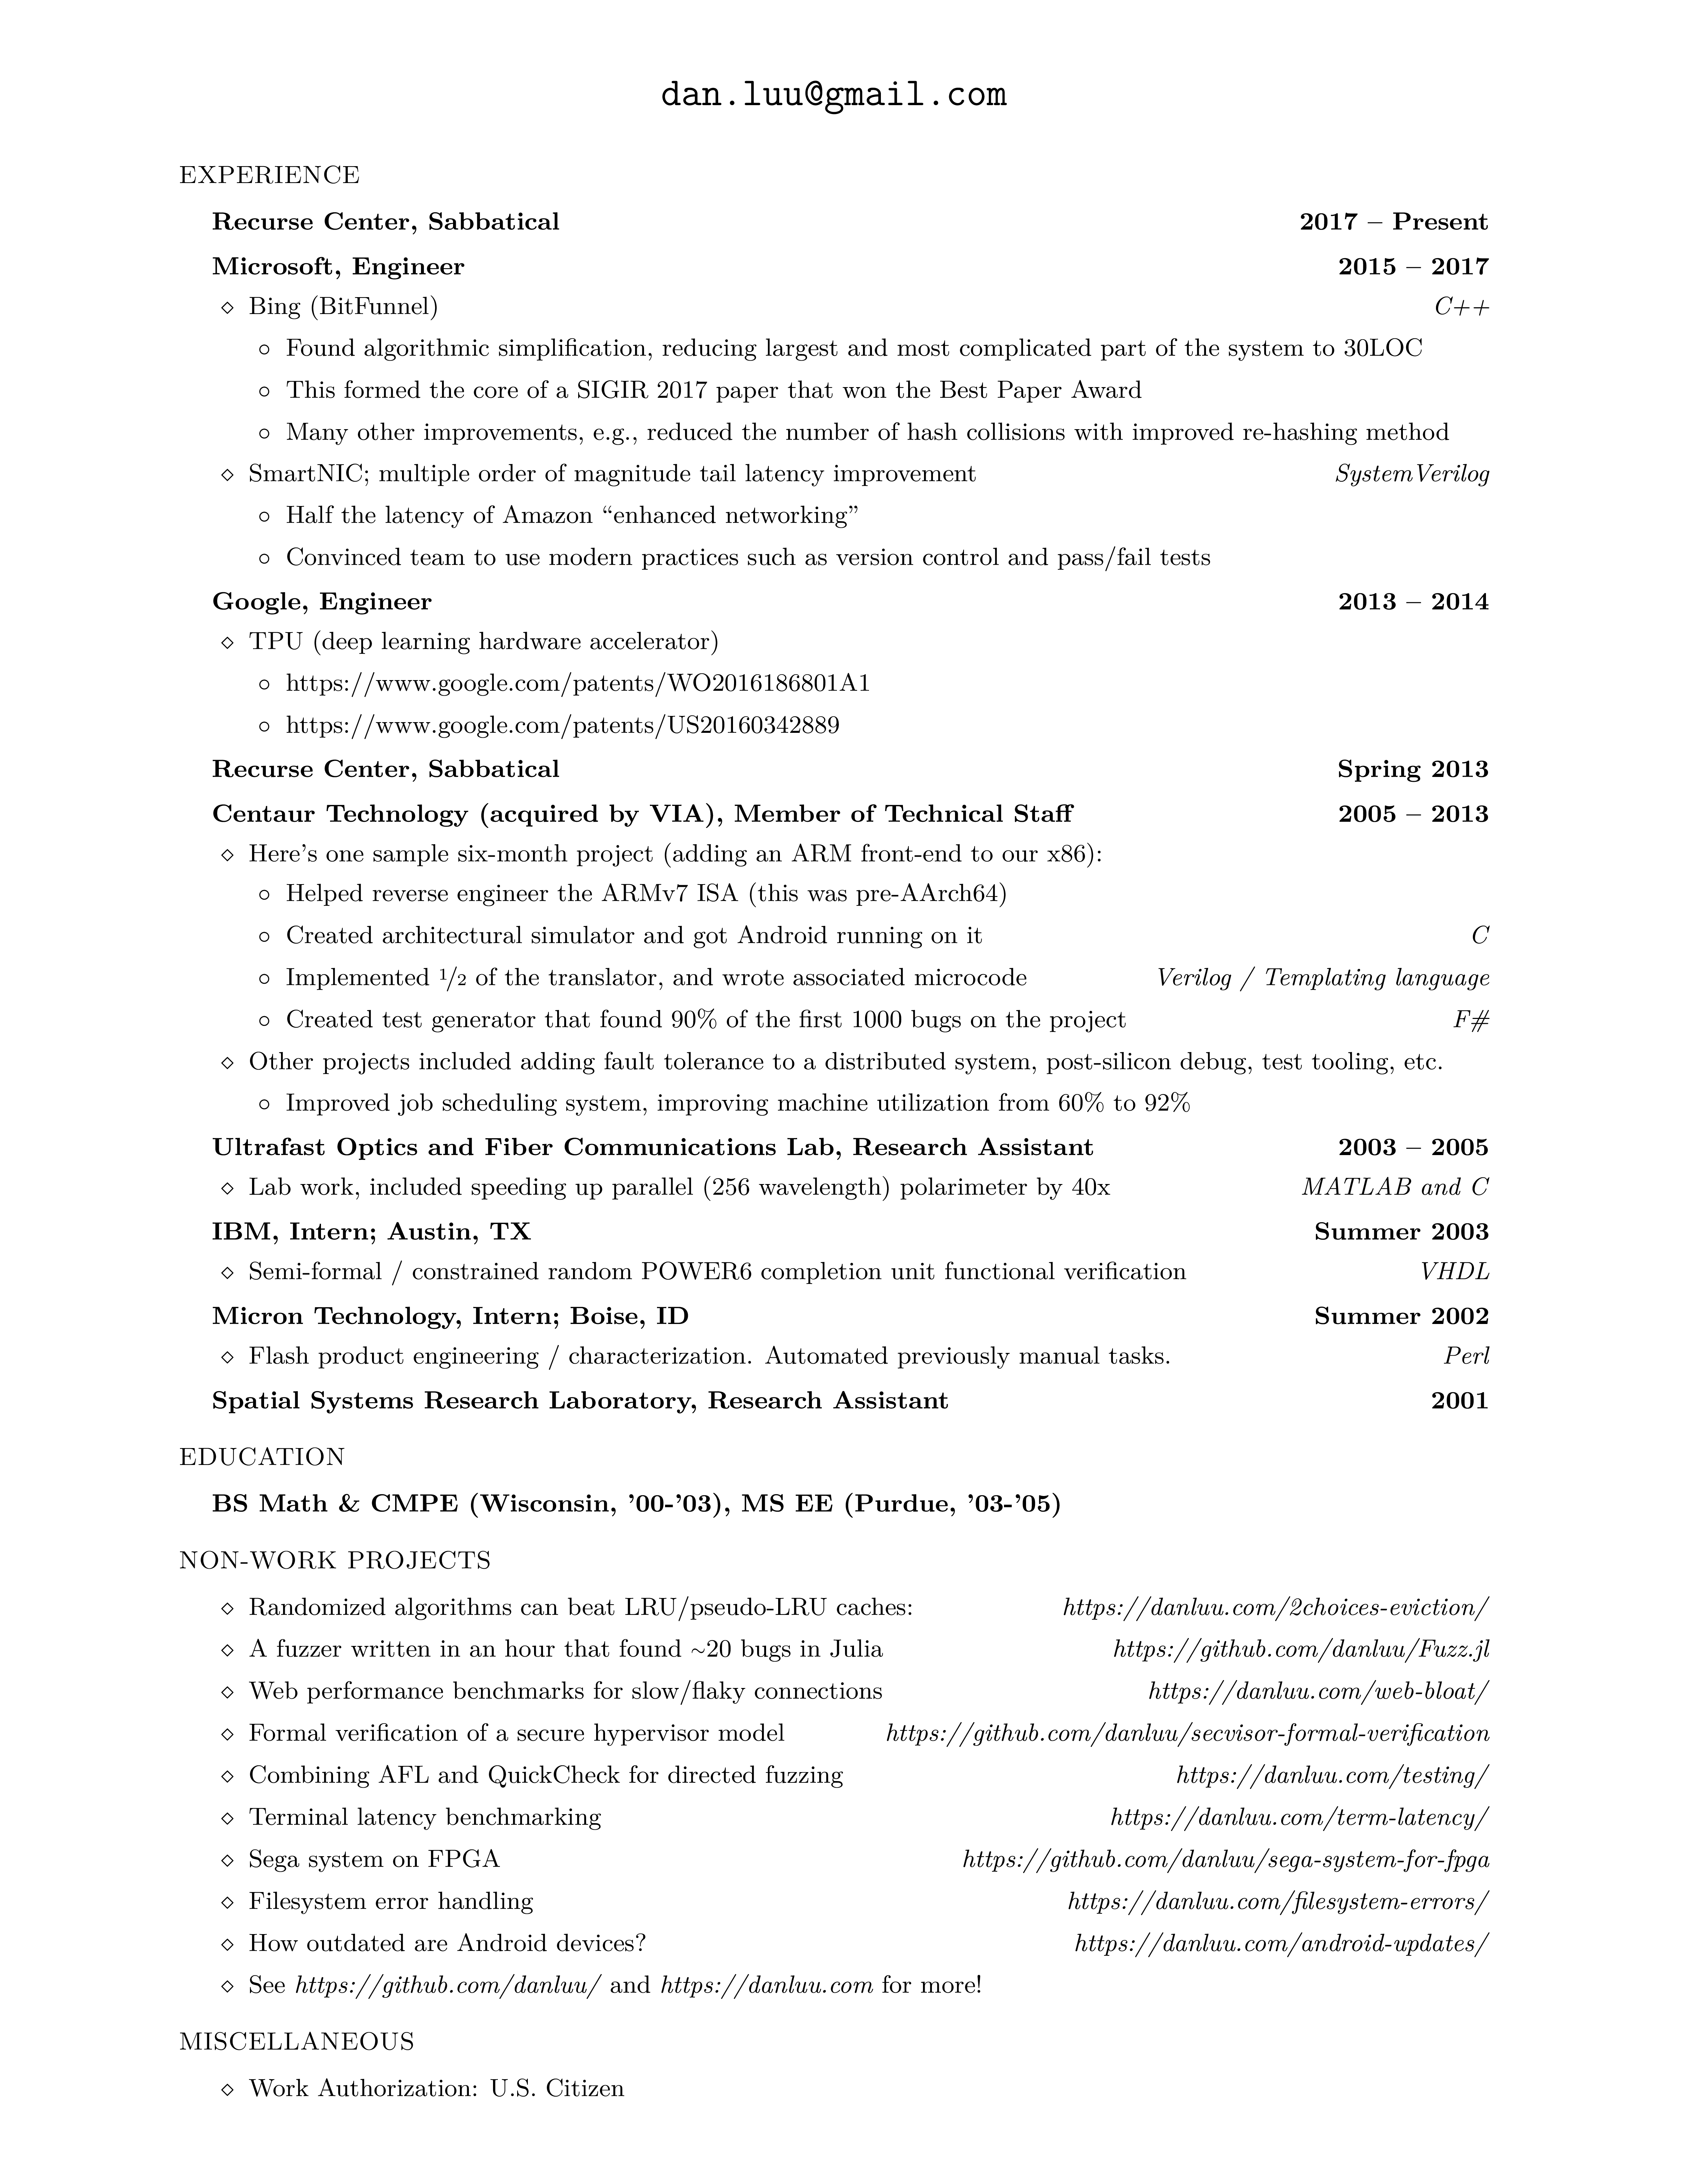 dan.luu@gmail.com
EXPERIENCE
Recurse Center, Sabbatical 2017 – Present
Microsoft, Engineer 2015 – 2017
⋄ Bing (BitFunnel) C++
○ Found algorithmic simplification, reducing largest and most complicated part of the system to 30LOC
○ This formed the core of a SIGIR 2017 paper that won the Best Paper Award
○ Many other improvements, e.g., reduced the number of hash collisions with improved re-hashing method
⋄ SmartNIC; multiple order of magnitude tail latency improvement SystemVerilog
○ Half the latency of Amazon “enhanced networking”
○ Convinced team to use modern practices such as version control and pass/fail tests
Google, Engineer 2013 – 2014
⋄ TPU (deep learning hardware accelerator)
○ https://www.google.com/patents/WO2016186801A1
○ https://www.google.com/patents/US20160342889
Recurse Center, Sabbatical Spring 2013
Centaur Technology (acquired by VIA), Member of Technical Staff 2005 – 2013
⋄ Here’s one sample six-month project (adding an ARM front-end to our x86):
○ Helped reverse engineer the ARMv7 ISA (this was pre-AArch64)
○ Created architectural simulator and got Android running on it C
○ Implemented 1/2 of the translator, and wrote associated microcode Verilog / Templating language
○ Created test generator that found 90% of the first 1000 bugs on the project F#
⋄ Other projects included adding fault tolerance to a distributed system, post-silicon debug, test tooling, etc.
○ Improved job scheduling system, improving machine utilization from 60% to 92%
Ultrafast Optics and Fiber Communications Lab, Research Assistant 2003 – 2005
⋄ Lab work, included speeding up parallel (256 wavelength) polarimeter by 40x MATLAB and C
IBM, Intern; Austin, TX Summer 2003
⋄ Semi-formal / constrained random POWER6 completion unit functional verification VHDL
Micron Technology, Intern; Boise, ID Summer 2002
⋄ Flash product engineering / characterization. Automated previously manual tasks. Perl
Spatial Systems Research Laboratory, Research Assistant 2001
EDUCATION
BS Math & CMPE (Wisconsin, ’00-’03), MS EE (Purdue, ’03-’05)
NON-WORK PROJECTS
⋄ Randomized algorithms can beat LRU/pseudo-LRU caches: https://danluu.com/2choices-eviction/
⋄ A fuzzer written in an hour that found ~20 bugs in Julia https://github.com/danluu/Fuzz.jl
⋄ Web performance benchmarks for slow/flaky connections https://danluu.com/web-bloat/
⋄ Formal verification of a secure hypervisor model https://github.com/danluu/secvisor-formal-verification
⋄ Combining AFL and QuickCheck for directed fuzzing https://danluu.com/testing/
⋄ Terminal latency benchmarking https://danluu.com/term-latency/
⋄ Sega system on FPGA https://github.com/danluu/sega-system-for-fpga
⋄ Filesystem error handling https://danluu.com/filesystem-errors/
⋄ How outdated are Android devices? https://danluu.com/android-updates/
⋄ See https://github.com/danluu/ and https://danluu.com for more!
MISCELLANEOUS
⋄ Work Authorization: U.S. Citizen